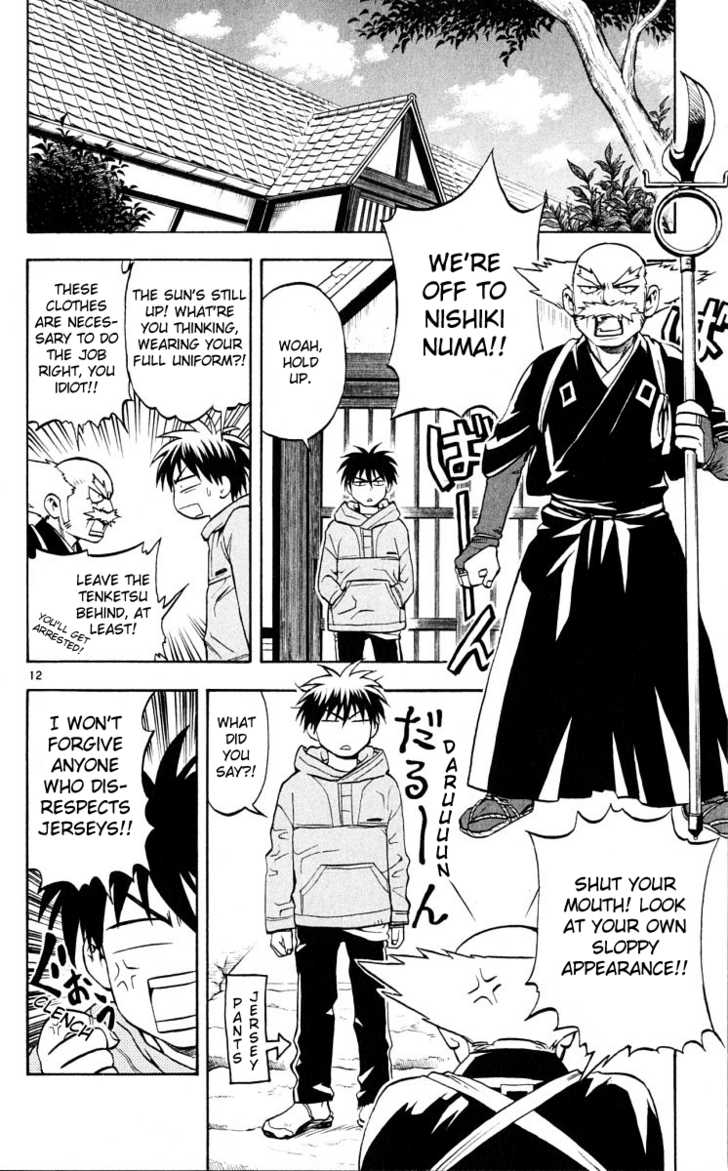 WE'RE
OFF TO
NISHIKI
NUMA!!
ばばーん
WOAH,
HOLD
UP.
THE SUN'S STILL
UP! WHAT'RE
YOU THINKING,
WEARING YOUR
FULL UNIFORM?!
THESE
CLOTHES
ARE NECES-
SARY TO DO
THE JOB
RIGHT, YOU
IDIOT!!
LEAVE THE
TENKETSU
BEHIND, AT
LEAST!
YOU'LL GET
ARRESTED!
12
SHUT YOUR
MOUTH! LOOK
AT YOUR OWN
SLOPPY
APPEARANCE!!
だるーん
DARUUUUN
JERSEY
PANTS
WHAT
DID
YOU
SAY?!
I WON'T
FORGIVE
ANYONE
WHO DIS-
RESPECTS
JERSEYS!!
CLENCH